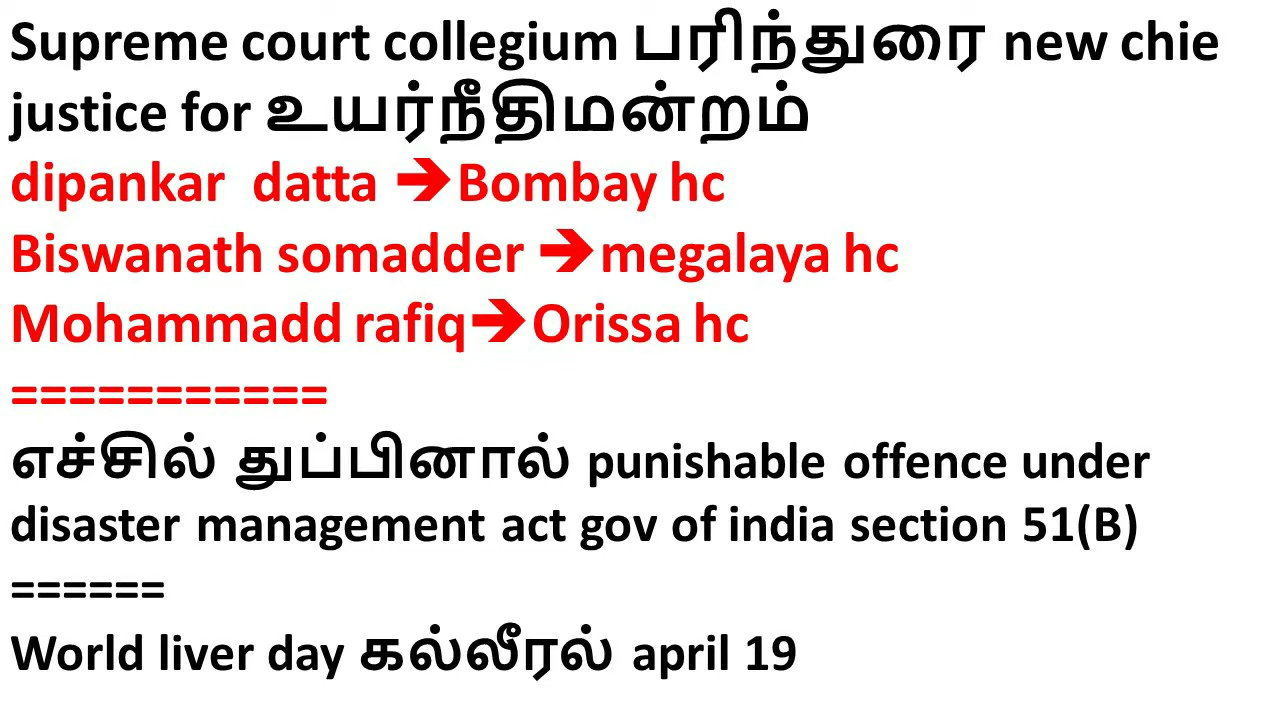 Supreme court collegium பரிந்துரை new chie
justice for உயர்நீதிமன்றம்
dipankar datta ➔Bombay hc
Biswanath somadder ➔megalaya hc
Mohammadd rafiq➔Orissa hc
===========
எச்சில் துப்பினால் punishable offence under
disaster management act gov of india section 51(B)
======
World liver day கல்லீரல் april 19